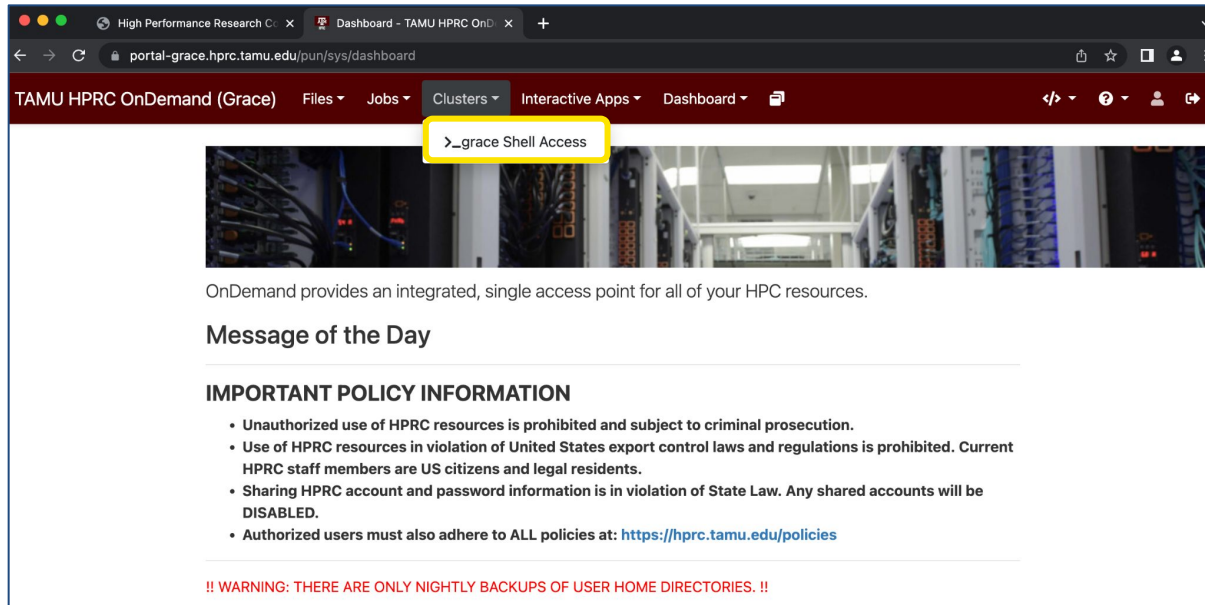 High Performance Research Co
Dashboard - TAMU HPRC OnD
portal-grace.hprc.tamu.edu/pun/sys/dashboard
TAMU HPRC OnDemand (Grace) Files Jobs Clusters Interactive Apps Dashboard </>
>_grace Shell Access
OnDemand provides an integrated, single access point for all of your HPC resources.
Message of the Day
IMPORTANT POLICY INFORMATION
• Unauthorized use of HPRC resources is prohibited and subject to criminal prosecution.
• Use of HPRC resources in violation of United States export control laws and regulations is prohibited. Current
HPRC staff members are US citizens and legal residents.
• Sharing HPRC account and password information is in violation of State Law. Any shared accounts will be
DISABLED.
• Authorized users must also adhere to ALL policies at: https://hprc.tamu.edu/policies
!! WARNING: THERE ARE ONLY NIGHTLY BACKUPS OF USER HOME DIRECTORIES. !!